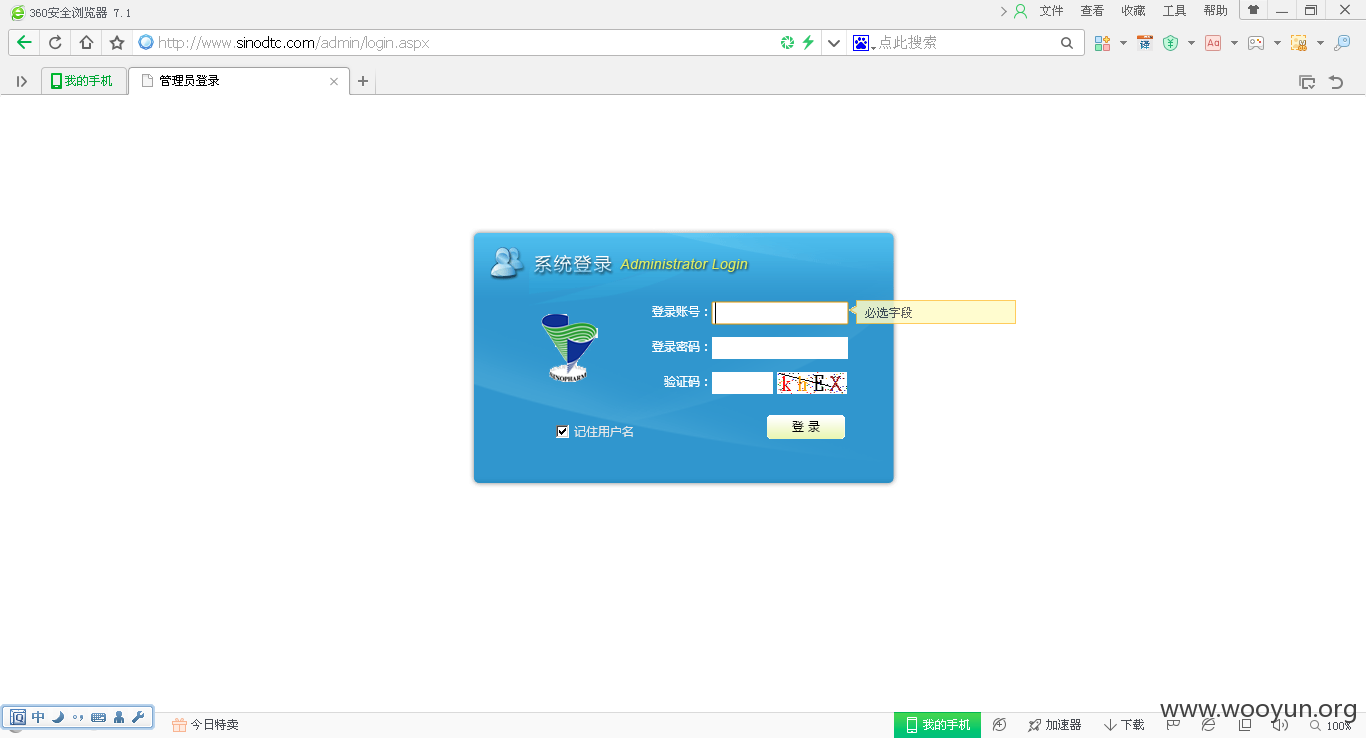 360安全浏览器 7.1
文件 查看 收藏 工具 帮助
http://www.sinodtc.com/admin/login.aspx
点此搜索
译
Aa
我的手机
管理员登录
系统登录 Administrator Login
登录账号：
必选字段
登录密码：
验证码：
kuEX
SINOPHARM
记住用户名
登 录
www.wooyun.org
中
今日特卖
我的手机
加速器
下载
100%